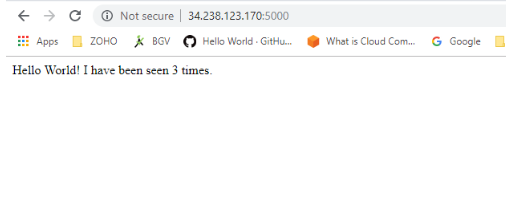 Not secure | 34.238.123.170:5000
Apps ZOHO BGV Hello World · GitHu... What is Cloud Com... G Google
Hello World! I have been seen 3 times.